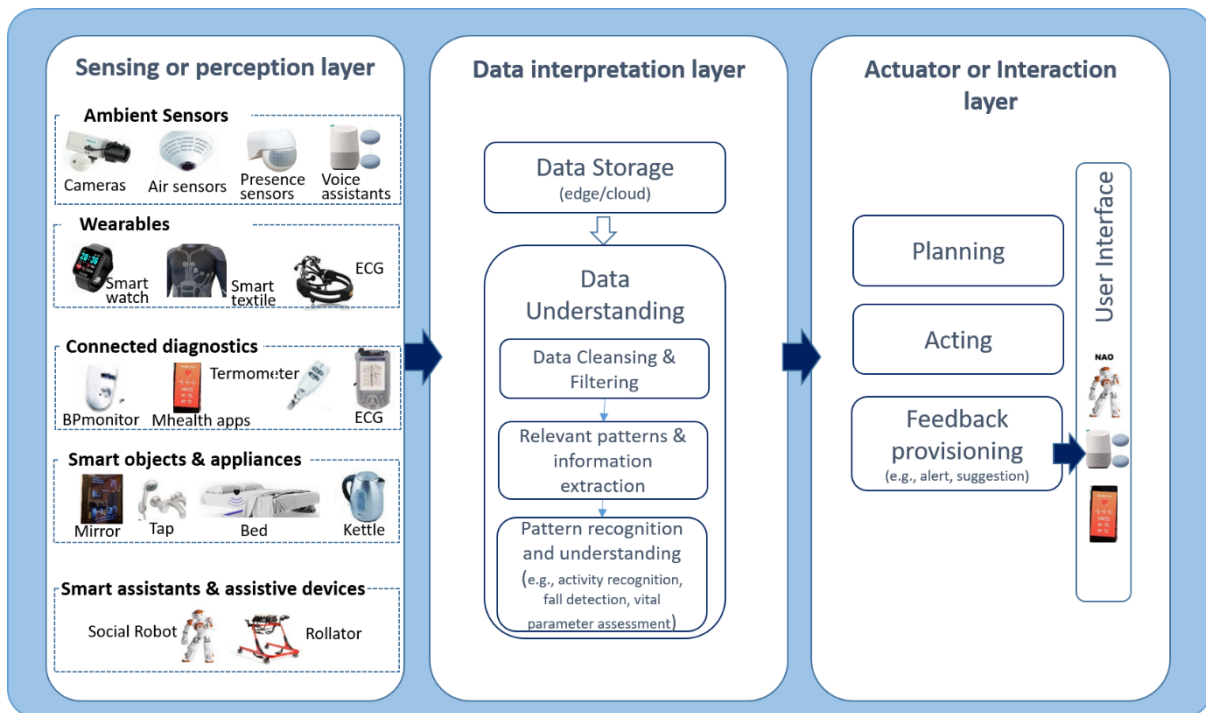 Sensing or perception layer
Ambient Sensors
Cameras
Air sensors
Presence
sensors
Voice
assistants
Wearables
Smart
watch
Smart
textile
ECG
Connected diagnostics
BPmonitor
Mhealth apps
Termometer
ECG
Smart objects & appliances
Mirror
Tap
Bed
Kettle
Smart assistants & assistive devices
Social Robot
Rollator
Data interpretation layer
Data Storage
(edge/cloud)
Data
Understanding
Data Cleansing &
Filtering
Relevant patterns &
information
extraction
Pattern recognition
and understanding
(e.g., activity recognition,
fall detection, vital
parameter assessment)
Actuator or Interaction
layer
Planning
Acting
Feedback
provisioning
(e.g., alert, suggestion)
User Interface
NAO